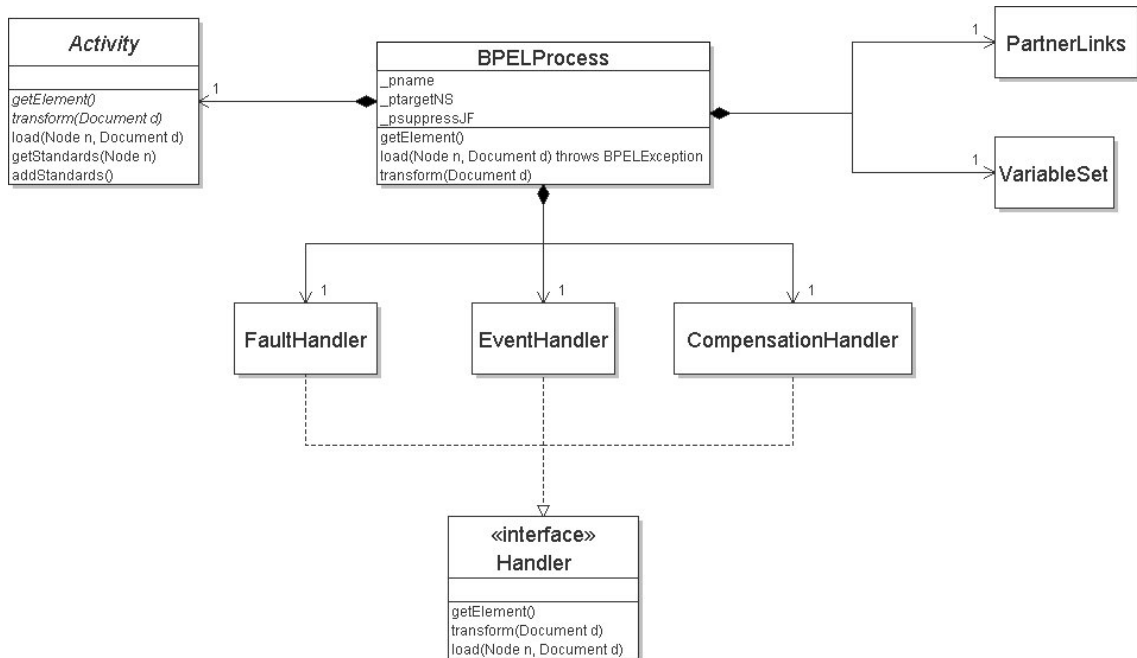 Activity
getElement()
transform(Document d)
load(Node n, Document d)
getStandards(Node n)
addStandards()
1
BPELProcess
_pname
_ptargetNS
_psuppressJF
getElement()
load(Node n, Document d) throws BPELException
transform(Document d)
1
PartnerLinks
1
VariableSet
1
1
1
FaultHandler
EventHandler
CompensationHandler
«interface»
Handler
getElement()
transform(Document d)
load(Node n, Document d)